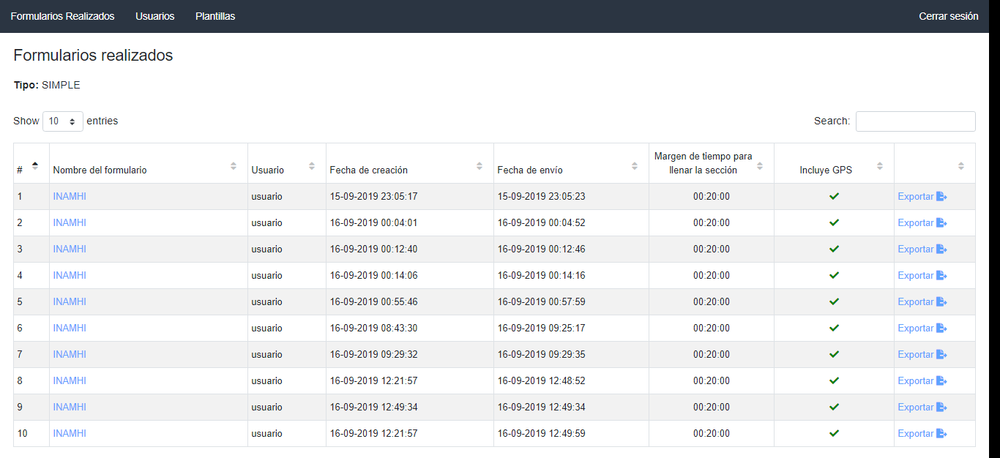 Formularios Realizados Usuarios Plantillas Cerrar sesión
Formularios realizados
Tipo: SIMPLE
Show 10 entries Search:
# Nombre del formulario Usuario Fecha de creación Fecha de envío Margen de tiempo para llenar la sección Incluye GPS
1 INAMHI usuario 15-09-2019 23:05:17 15-09-2019 23:05:23 00:20:00 Exportar
2 INAMHI usuario 16-09-2019 00:04:01 16-09-2019 00:04:52 00:20:00 Exportar
3 INAMHI usuario 16-09-2019 00:12:40 16-09-2019 00:12:46 00:20:00 Exportar
4 INAMHI usuario 16-09-2019 00:14:06 16-09-2019 00:14:16 00:20:00 Exportar
5 INAMHI usuario 16-09-2019 00:55:46 16-09-2019 00:57:59 00:20:00 Exportar
6 INAMHI usuario 16-09-2019 08:43:30 16-09-2019 09:25:17 00:20:00 Exportar
7 INAMHI usuario 16-09-2019 09:29:32 16-09-2019 09:29:35 00:20:00 Exportar
8 INAMHI usuario 16-09-2019 12:21:57 16-09-2019 12:48:52 00:20:00 Exportar
9 INAMHI usuario 16-09-2019 12:49:34 16-09-2019 12:49:34 00:20:00 Exportar
10 INAMHI usuario 16-09-2019 12:21:57 16-09-2019 12:49:59 00:20:00 Exportar